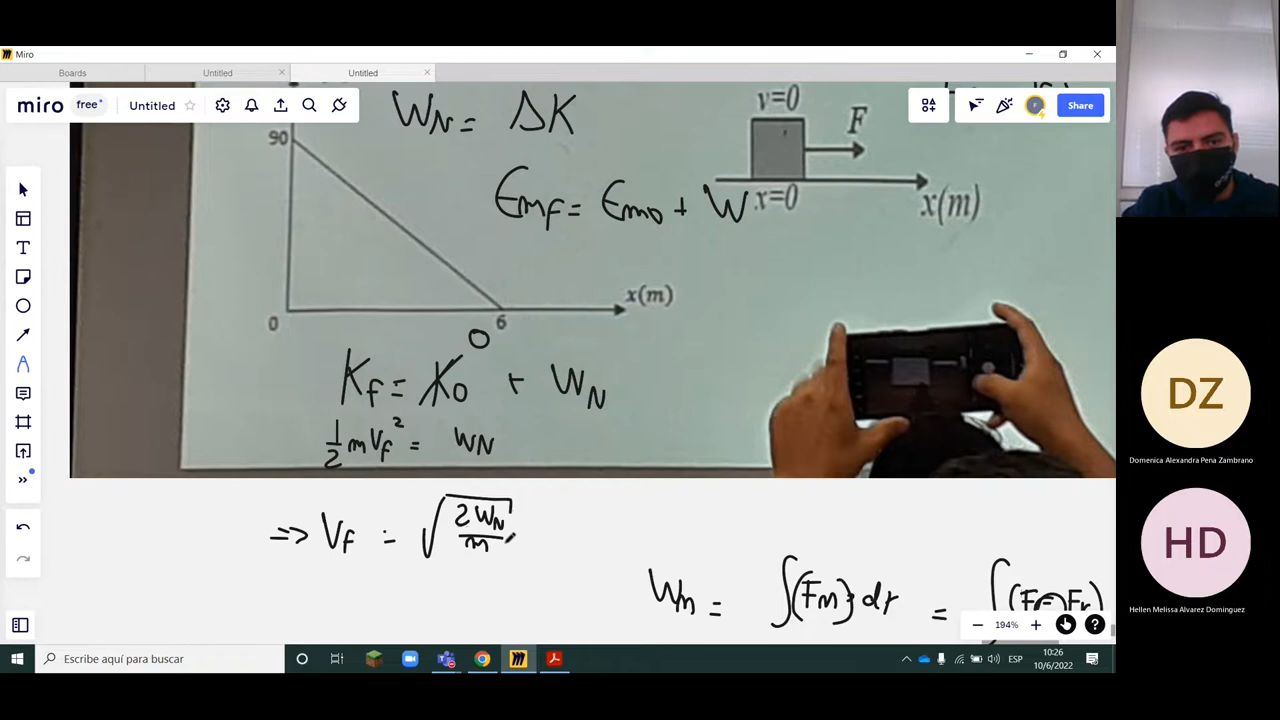 Miro
Boards
Untitled
Untitled
miro
free
Untitled
Share
W_N = ΔK
v=0
F
90
E_mf = E_mo + W
x=0
x(m)
x(m)
0
6
0
K_f = K_0 + W_N
1/2 m V_f^2 = W_N
=> V_f = √(2W_N/m)
W_n = ∫(F_n)·dr = ∫(F - Fr)
194%
DZ
Domenica Alexandra Pena Zambrano
HD
Hellen Melissa Alvarez Dominguez
Escribe aquí para buscar
ESP
10:26
10/6/2022